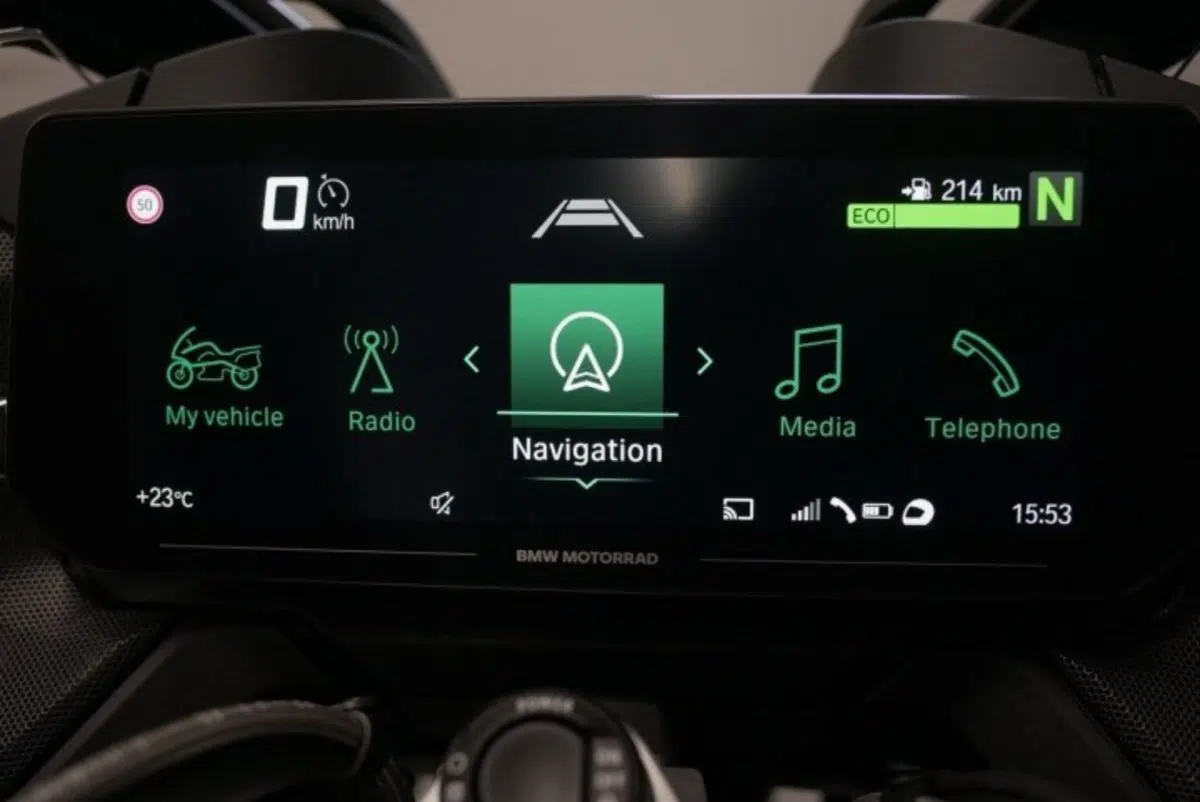 50
0
km/h
214 km
ECO
N
My vehicle
Radio
Navigation
Media
Telephone
+23°C
15:53
BMW MOTORRAD